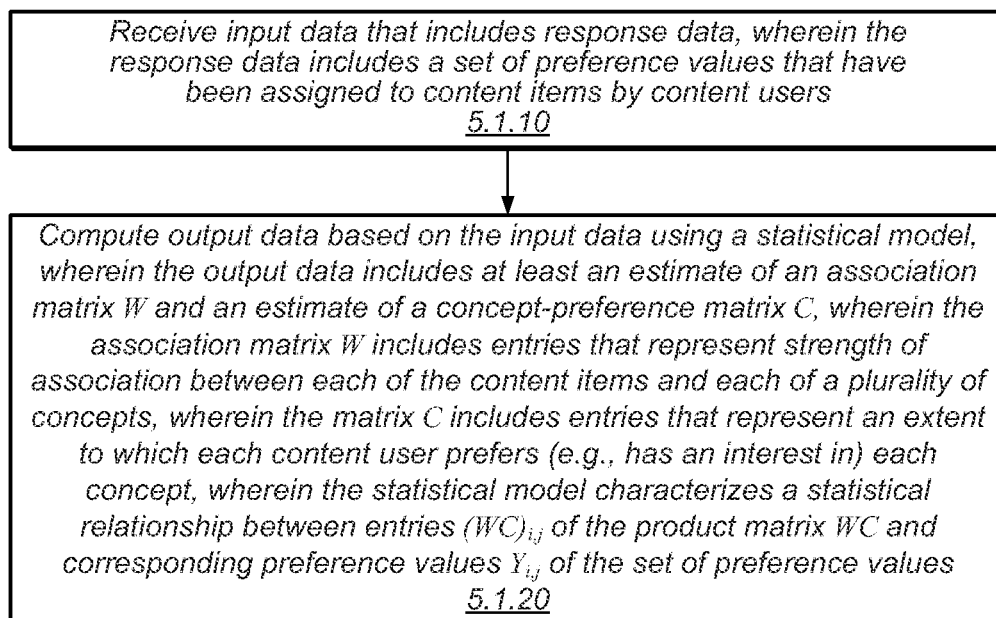 Receive input data that includes response data, wherein the
response data includes a set of preference values that have
been assigned to content items by content users
5.1.10
Compute output data based on the input data using a statistical model,
wherein the output data includes at least an estimate of an association
matrix W and an estimate of a concept-preference matrix C, wherein the
association matrix W includes entries that represent strength of
association between each of the content items and each of a plurality of
concepts, wherein the matrix C includes entries that represent an extent
to which each content user prefers (e.g., has an interest in) each
concept, wherein the statistical model characterizes a statistical
relationship between entries (WC)i,j of the product matrix WC and
corresponding preference values Yi,j of the set of preference values
5.1.20